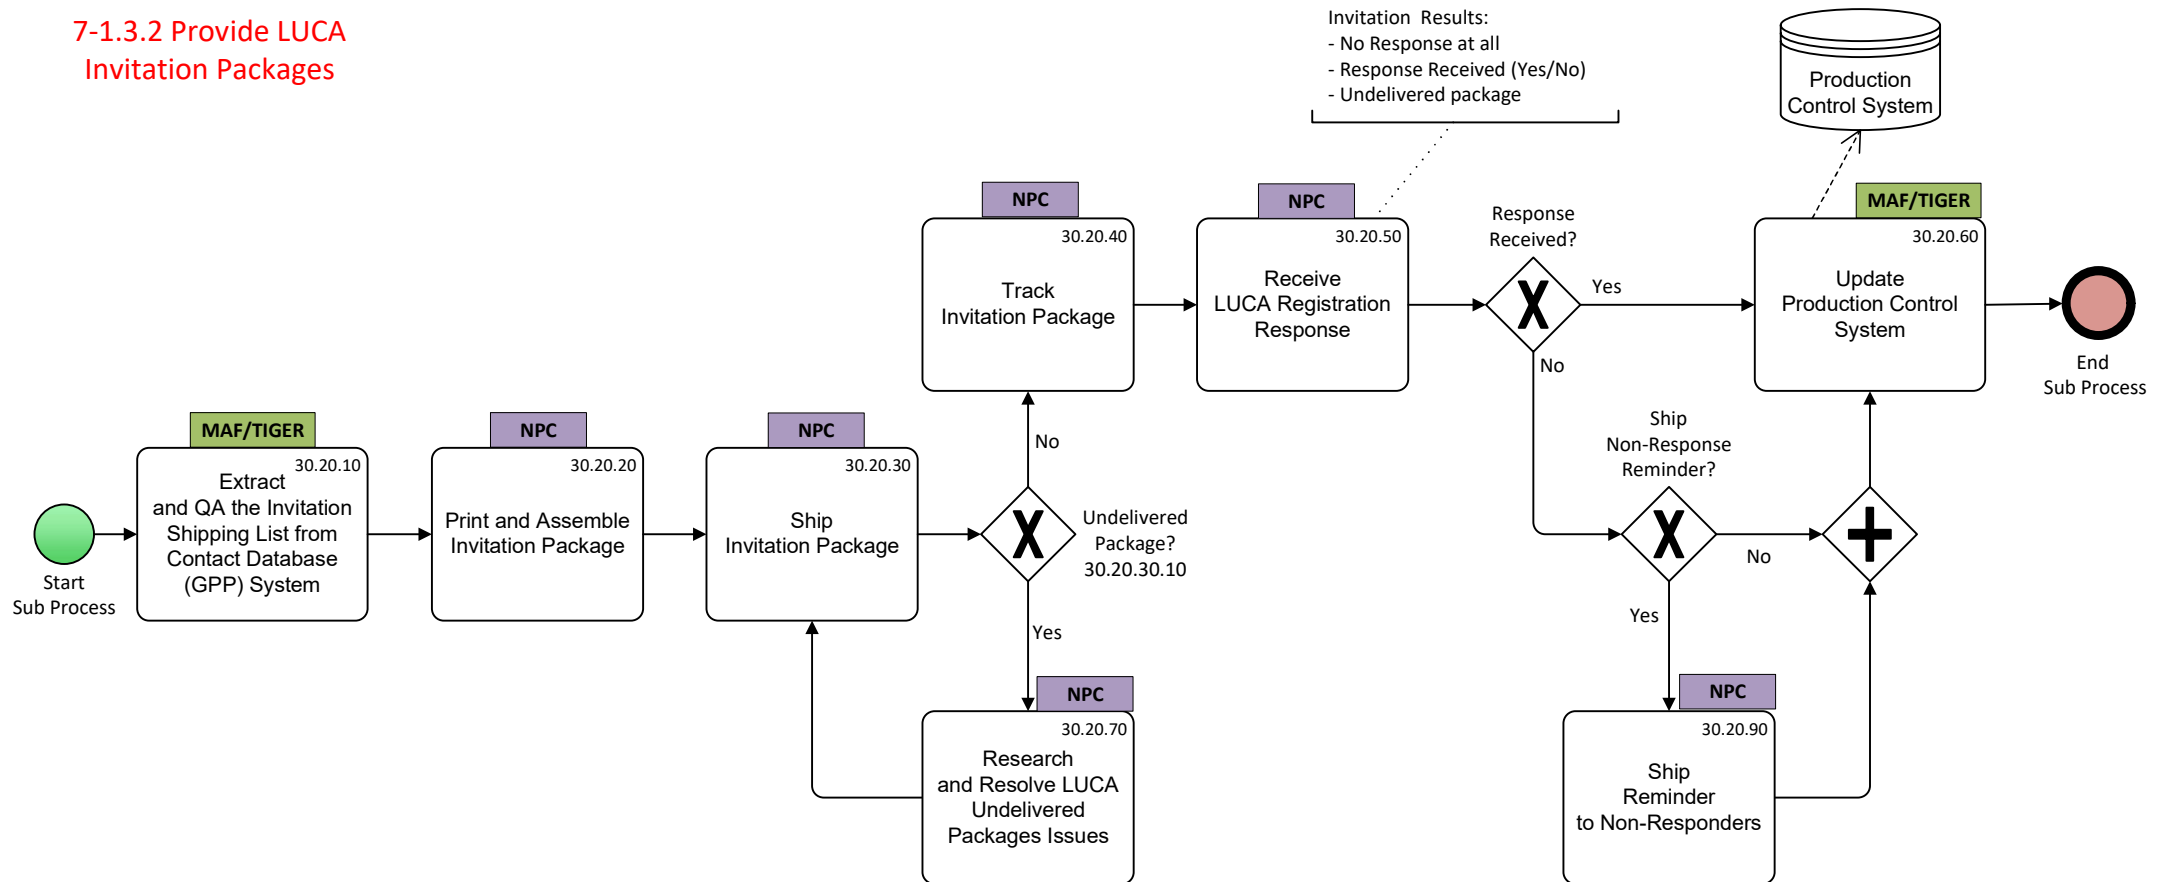 7-1.3.2 Provide LUCA
Invitation Packages
Invitation Results:
- No Response at all
- Response Received (Yes/No)
- Undelivered package
Production
Control System
NPC
30.20.40
Track
Invitation Package
NPC
30.20.50
Receive
LUCA Registration
Response
Response
Received?
Yes
No
MAF/TIGER
30.20.60
Update
Production Control
System
End
Sub Process
Start
Sub Process
MAF/TIGER
30.20.10
Extract
and QA the Invitation
Shipping List from
Contact Database
(GPP) System
NPC
30.20.20
Print and Assemble
Invitation Package
NPC
30.20.30
Ship
Invitation Package
No
Undelivered
Package?
30.20.30.10
Yes
Ship
Non-Response
Reminder?
No
Yes
NPC
30.20.70
Research
and Resolve LUCA
Undelivered
Packages Issues
NPC
30.20.90
Ship
Reminder
to Non-Responders